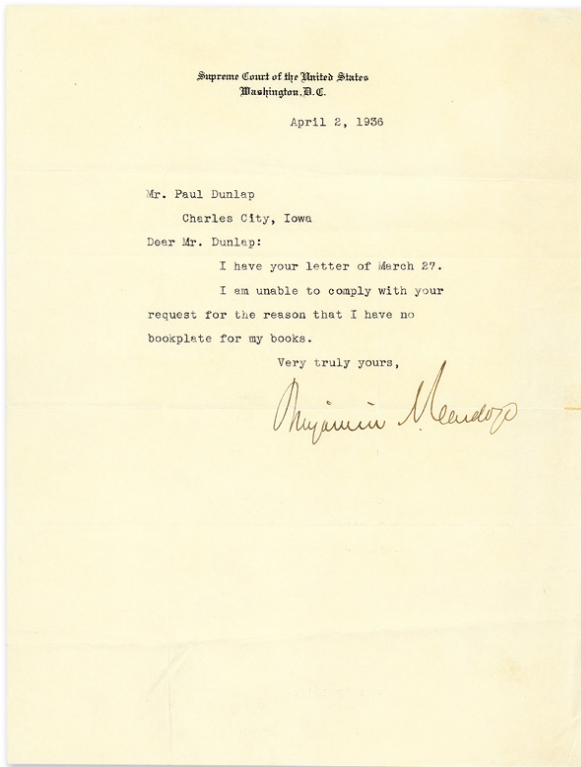 Supreme Court of the United States
Washington, D.C.
April 2, 1936
Mr. Paul Dunlap
Charles City, Iowa
Dear Mr. Dunlap:
I have your letter of March 27.
I am unable to comply with your
request for the reason that I have no
bookplate for my books.
Very truly yours,
Benjamin N. Cardozo